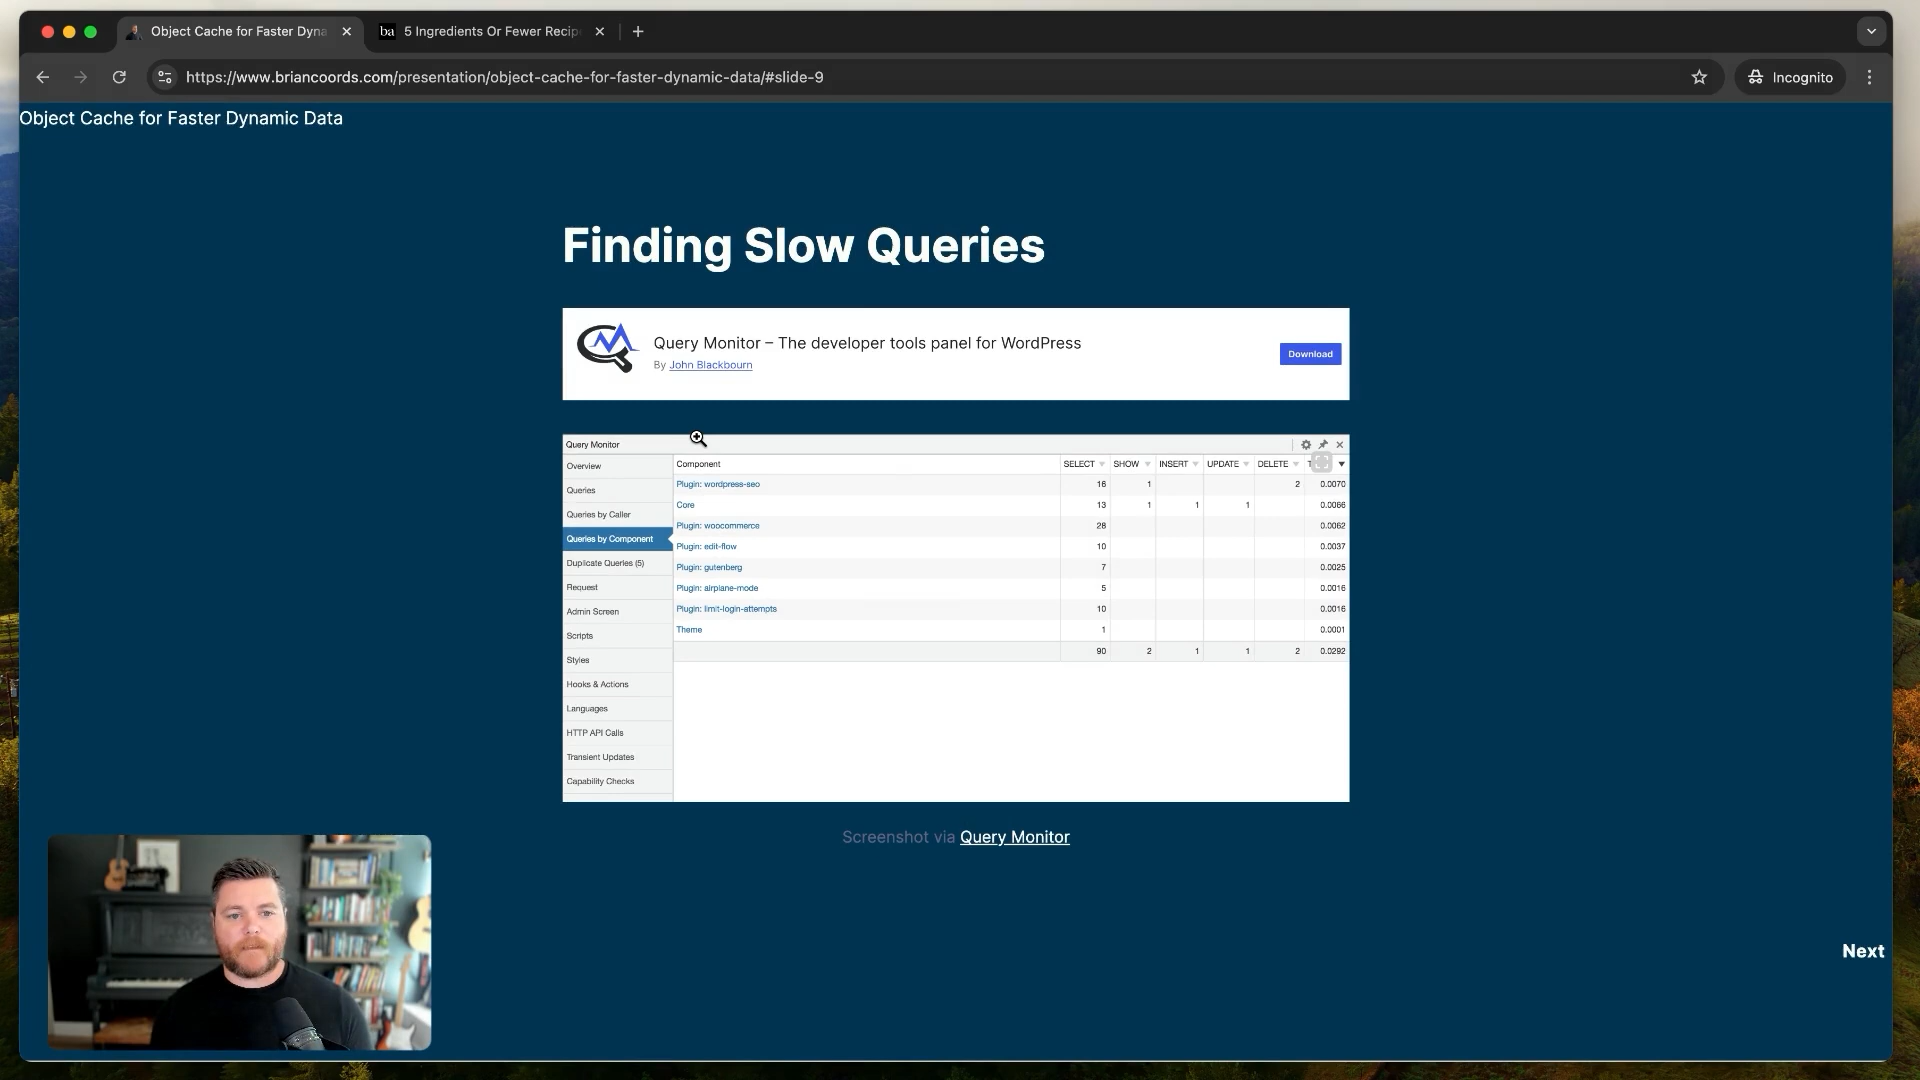 Object Cache for Faster Dyna
ba 5 Ingredients Or Fewer Recip
https://www.briancoords.com/presentation/object-cache-for-faster-dynamic-data/#slide-9
Incognito
Object Cache for Faster Dynamic Data
Finding Slow Queries
Query Monitor – The developer tools panel for WordPress
By John Blackbourn
Download
Query Monitor
Overview
Queries
Queries by Caller
Queries by Component
Duplicate Queries (5)
Request
Admin Screen
Scripts
Styles
Hooks & Actions
Languages
HTTP API Calls
Transient Updates
Capability Checks
Component SELECT SHOW INSERT UPDATE DELETE
Plugin: wordpress-seo 16 1 2 0.0070
Core 13 1 1 1 0.0066
Plugin: woocommerce 28 0.0062
Plugin: edit-flow 10 0.0037
Plugin: gutenberg 7 0.0025
Plugin: airplane-mode 5 0.0016
Plugin: limit-login-attempts 10 0.0016
Theme 1 0.0001
90 2 1 1 2 0.0292
Screenshot via Query Monitor
Next